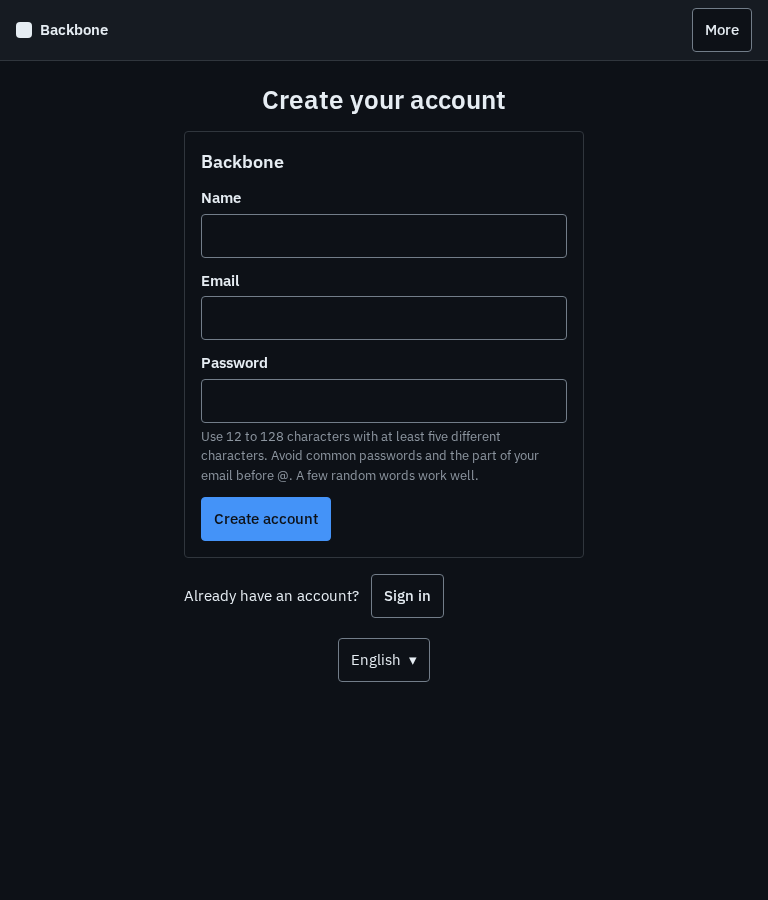 Backbone
More
Create your account
Backbone
Name
Email
Password
Use 12 to 128 characters with at least five different
characters. Avoid common passwords and the part of your
email before @. A few random words work well.
Create account
Already have an account?
Sign in
English ▾